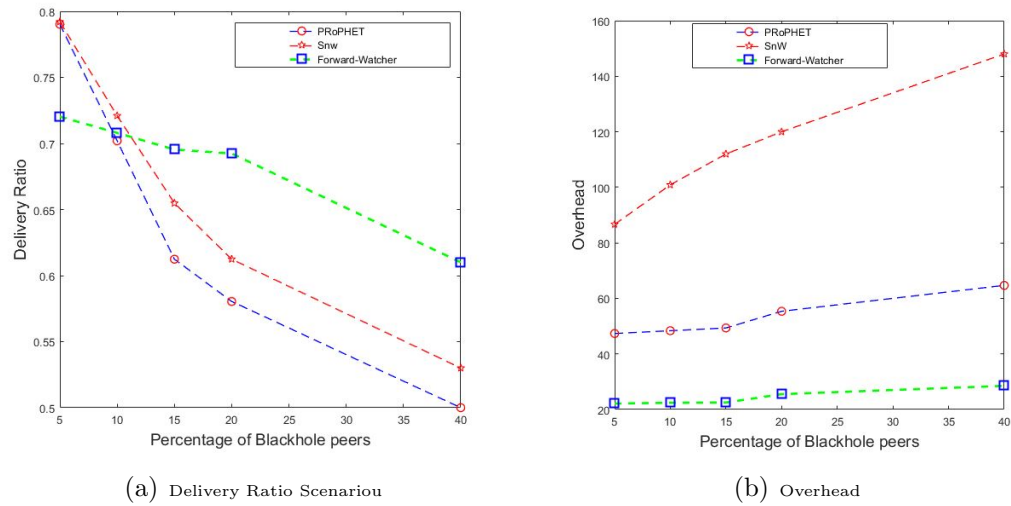 0.8
0.75
0.7
0.65
0.6
0.55
0.5
Delivery Ratio
PRoPHET
Snw
Forward-Watcher
5 10 15 20 25 30 35 40
Percentage of Blackhole peers
(a) Delivery Ratio Scenariou
160
140
120
100
80
60
40
20
Overhead
PRoPHET
SnW
Forward-Watcher
5 10 15 20 25 30 35 40
Percentage of Blackhole peers
(b) Overhead